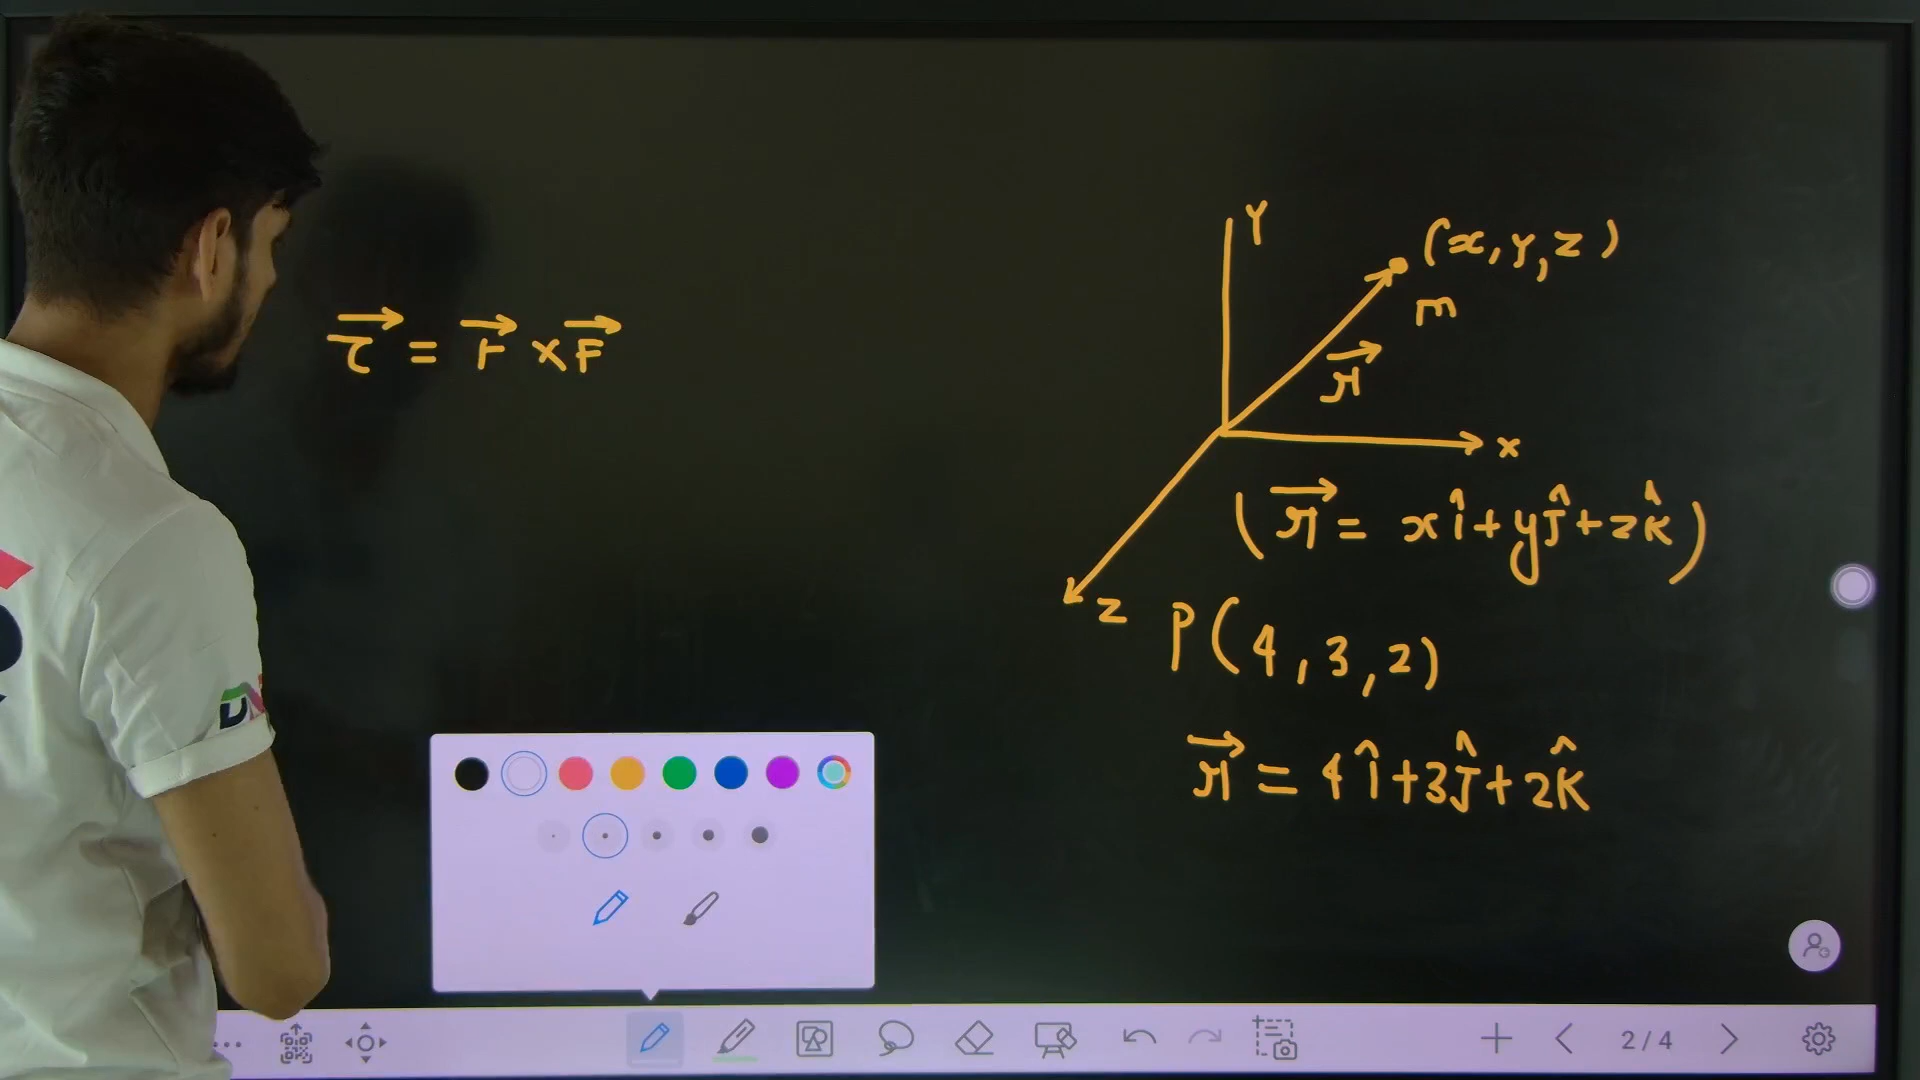 τ⃗ = r⃗ × F⃗
Y
(x, y, z)
m
r⃗
x
(r⃗ = xî + yĵ + zk̂)
z
P(4, 3, 2)
r⃗ = 4î + 3ĵ + 2k̂
2 / 4